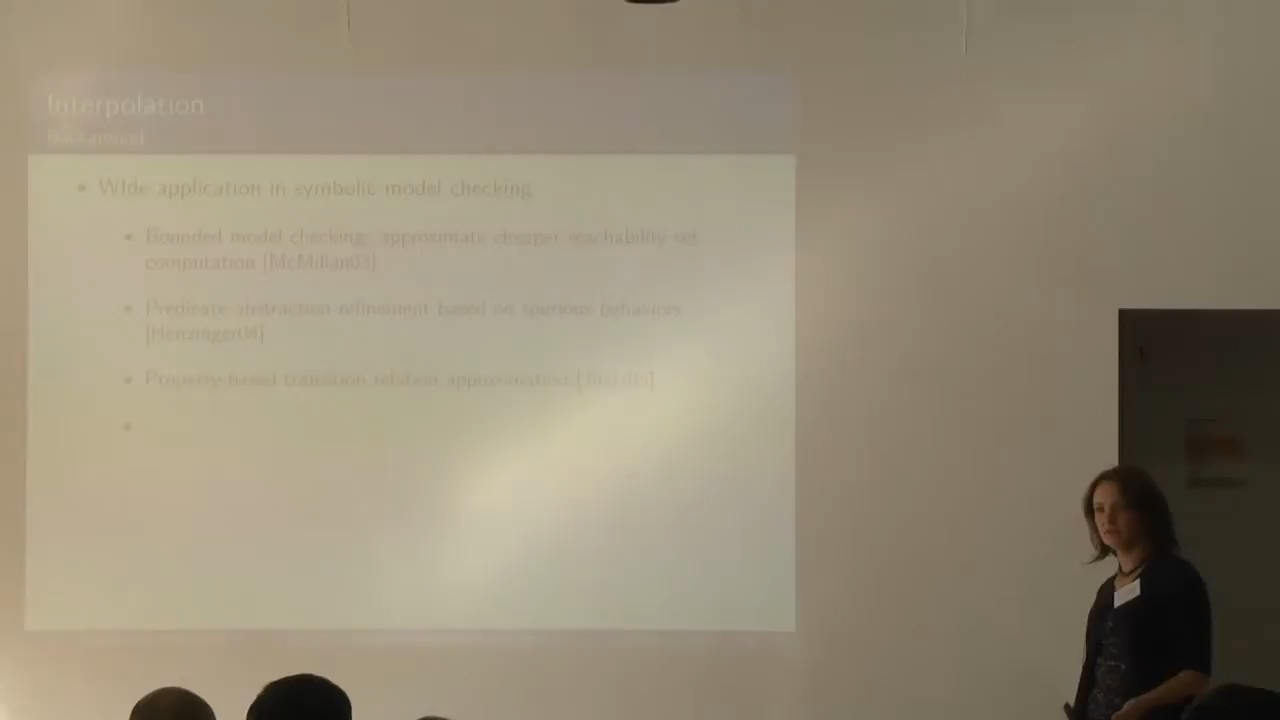 Interpolation
Background
• WIde application in symbolic model checking
• Bounded model checking: approximate cheaper reachability set
computation [McMillan03]
• Predicate abstraction refinement based on spurious behaviors
[Henzinger04]
• Property-based transition relation approximation
•